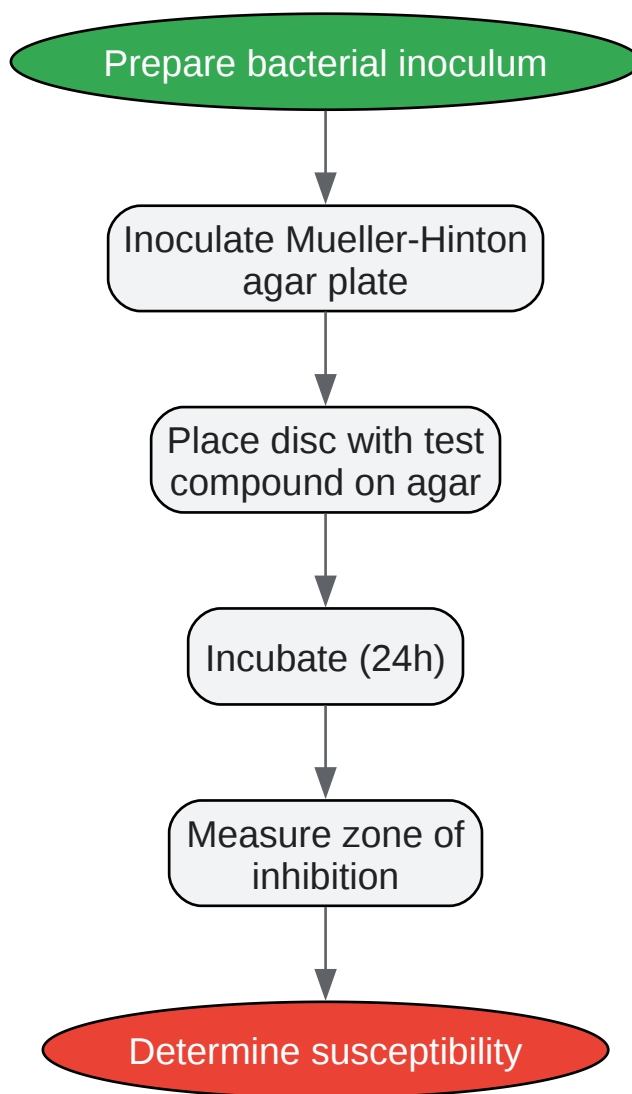 Prepare bacterial inoculum
Inoculate Mueller-Hinton
agar plate
Place disc with test
compound on agar
Incubate (24h)
Measure zone of
inhibition
Determine susceptibility